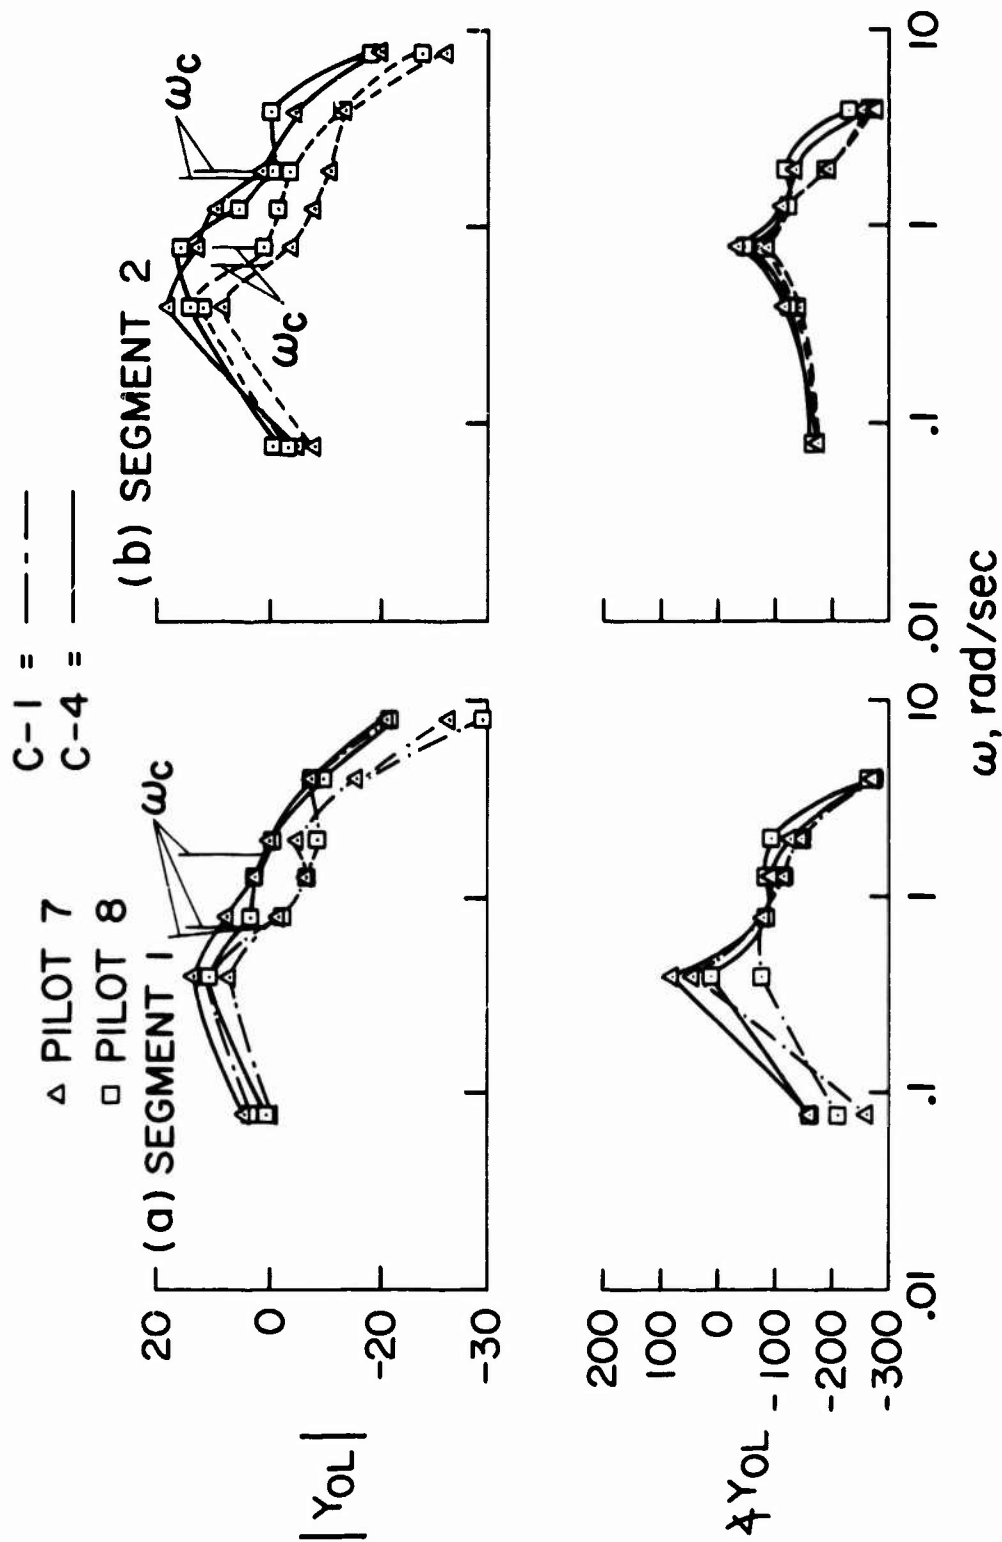 C-1 =
C-4 =
△ PILOT 7
□ PILOT 8
(a) SEGMENT 1
(b) SEGMENT 2
ωc
ωc
ωc
|YOL|
20
0
-20
-30
∡YOL
200
100
0
-100
-200
-300
.01
.1
1
10
.01
.1
1
10
ω, rad/sec